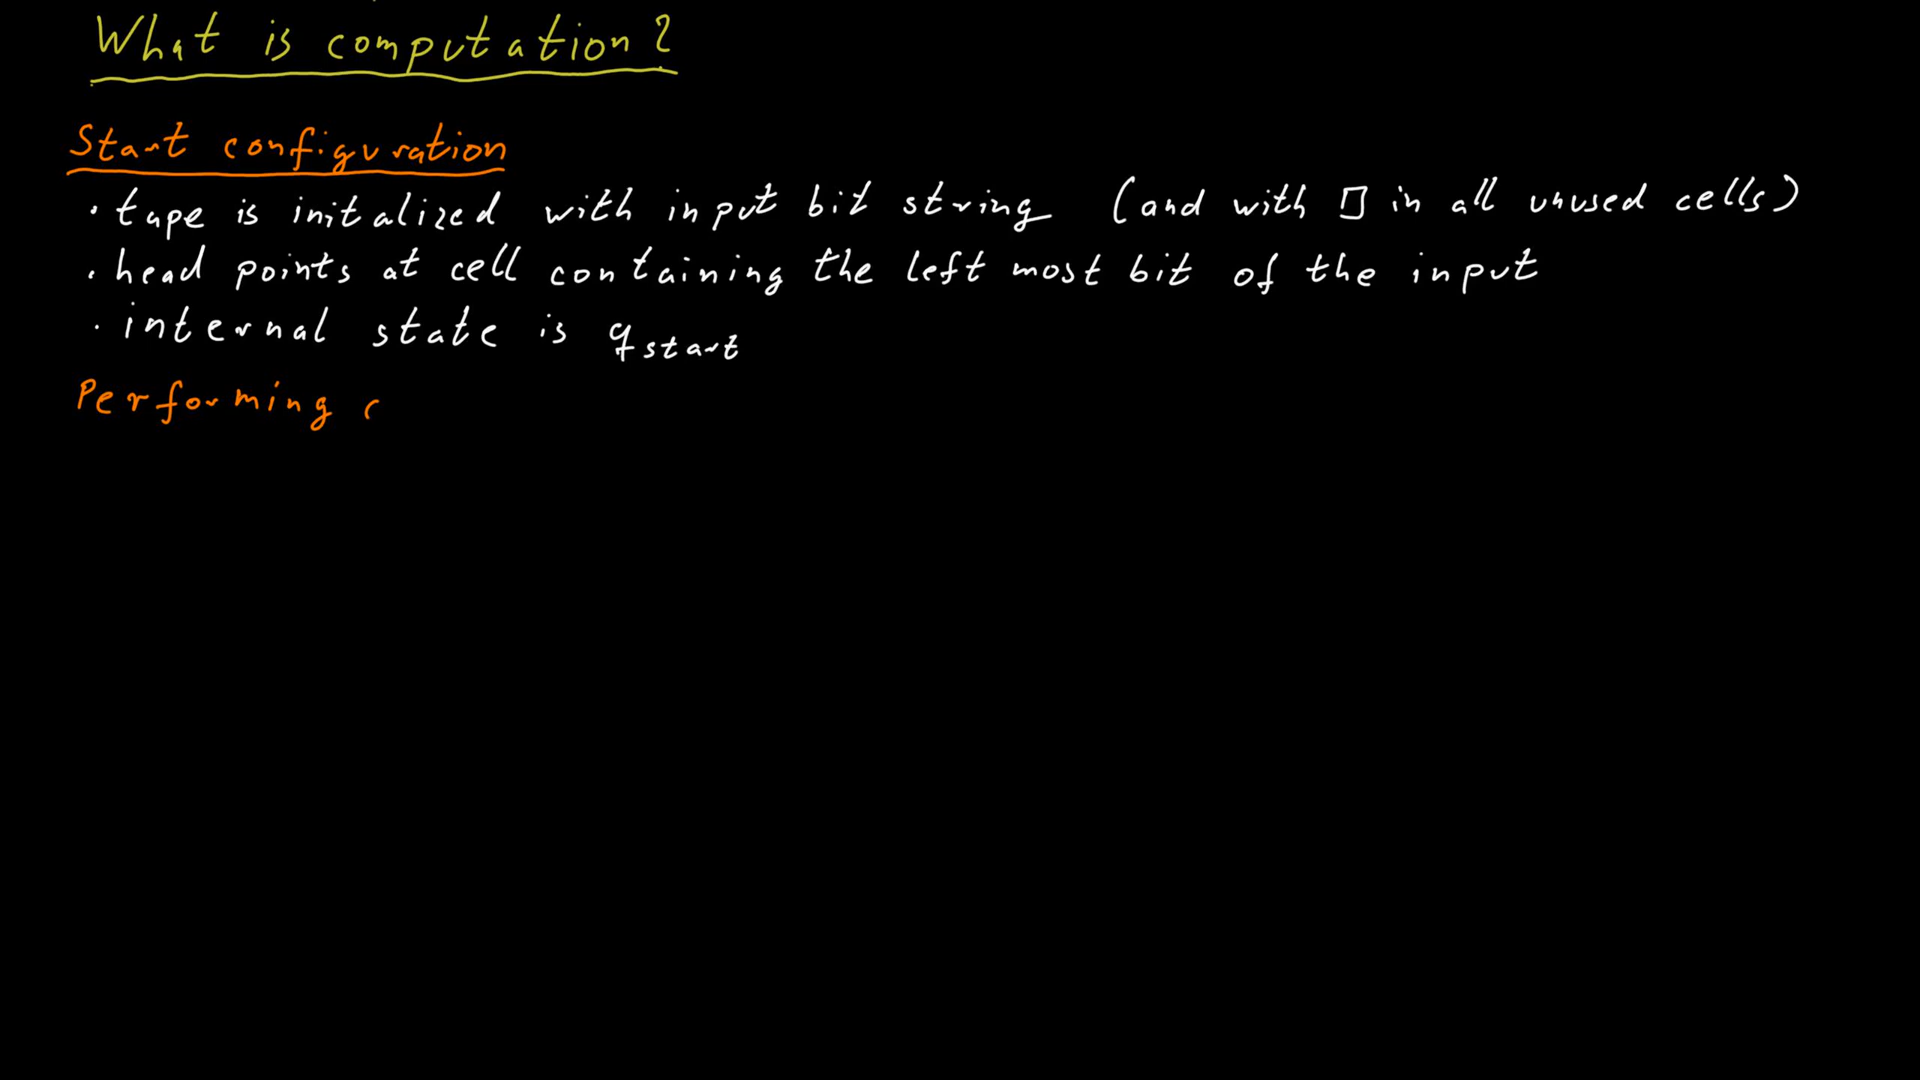 What is computation?
Start configuration
· tape is initalized with input bit string (and with □ in all unused cells)
· head points at cell containing the left most bit of the input
· internal state is qstart
Performing c